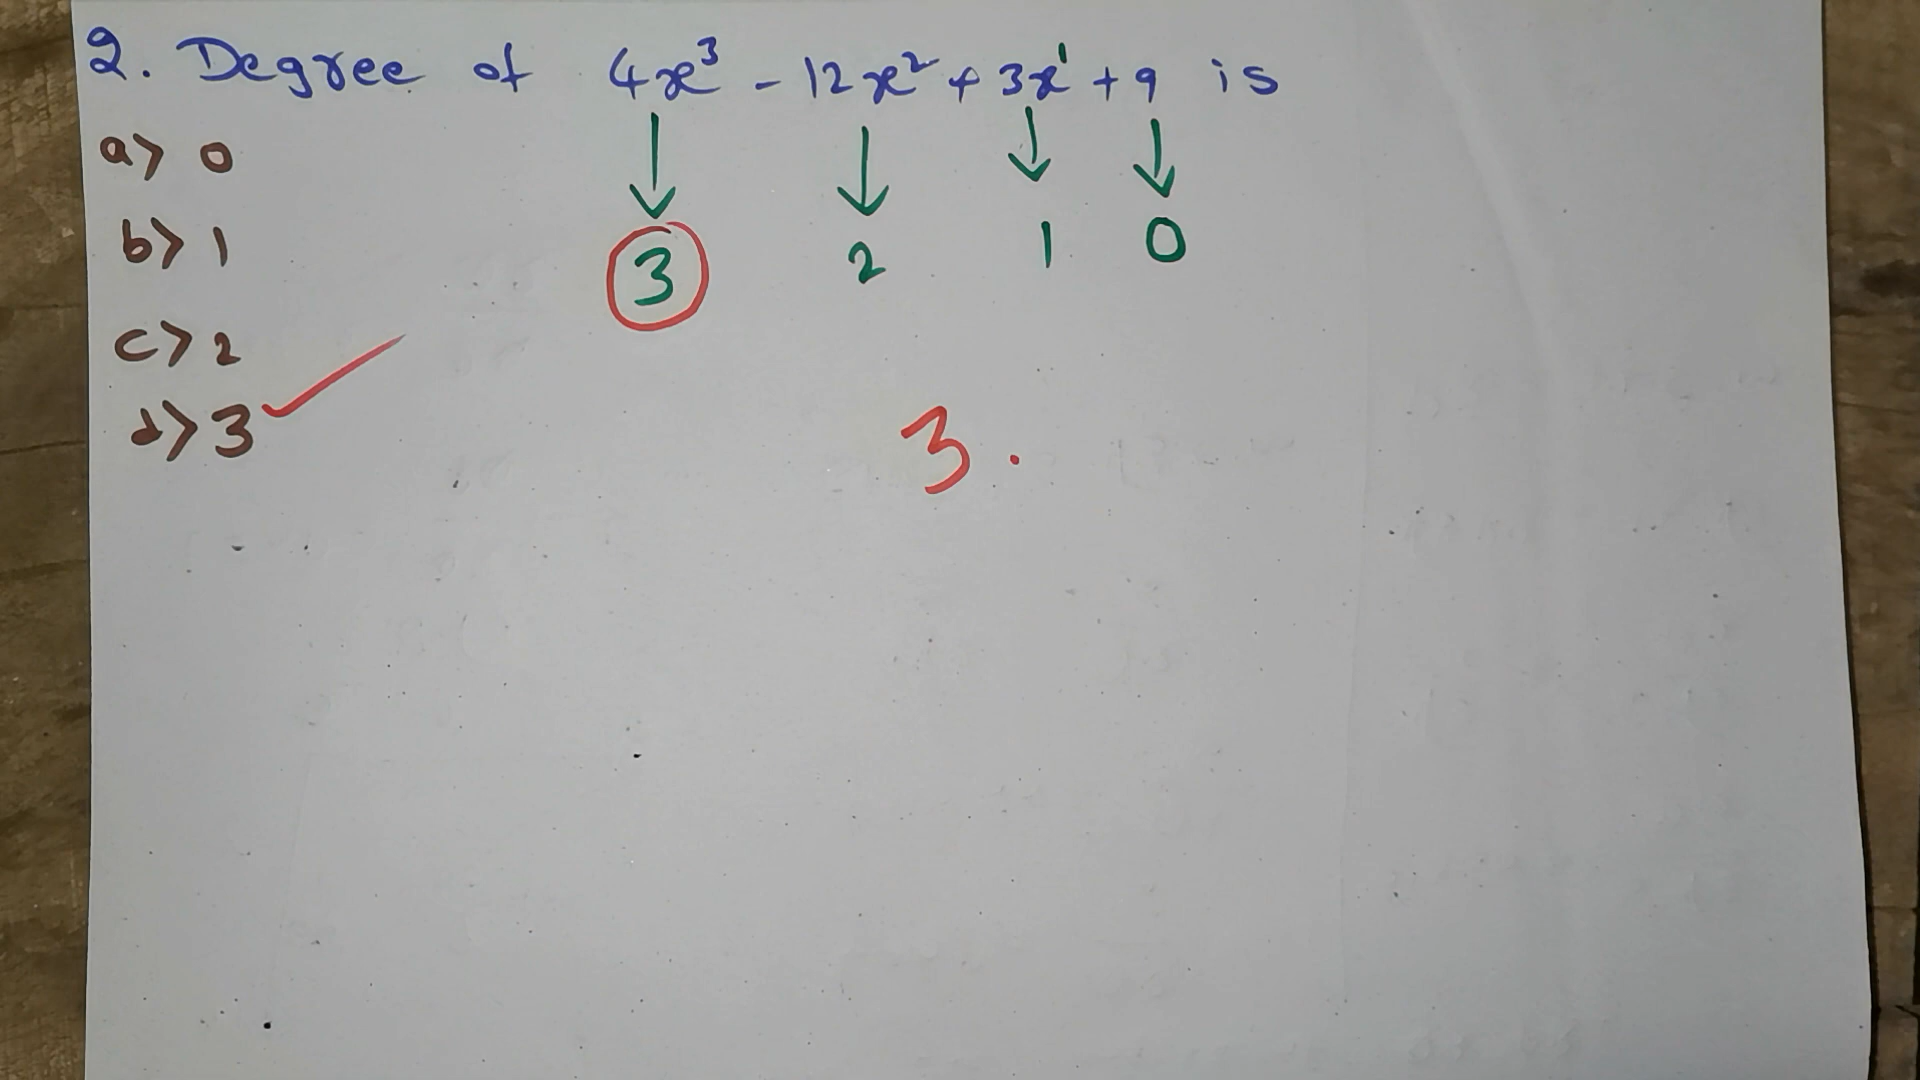 2. Degree of 4x³ - 12x² + 3x¹ + 9 is
a> 0
b> 1
c> 2
d> 3 ✓
↓ ↓ ↓ ↓
3 2 1 0
3.